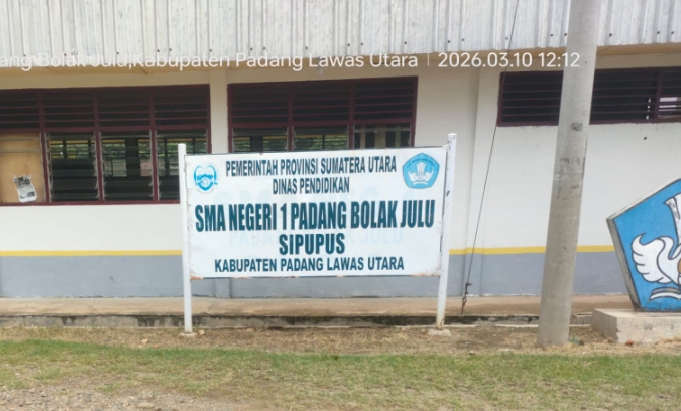 Bolak Julu,Kabupaten Padang Lawas Utara | 2026.03.10 12:12
PEMERINTAH PROVINSI SUMATERA UTARA
DINAS PENDIDIKAN
SMA NEGERI 1 PADANG BOLAK JULU
SIPUPUS
KABUPATEN PADANG LAWAS UTARA